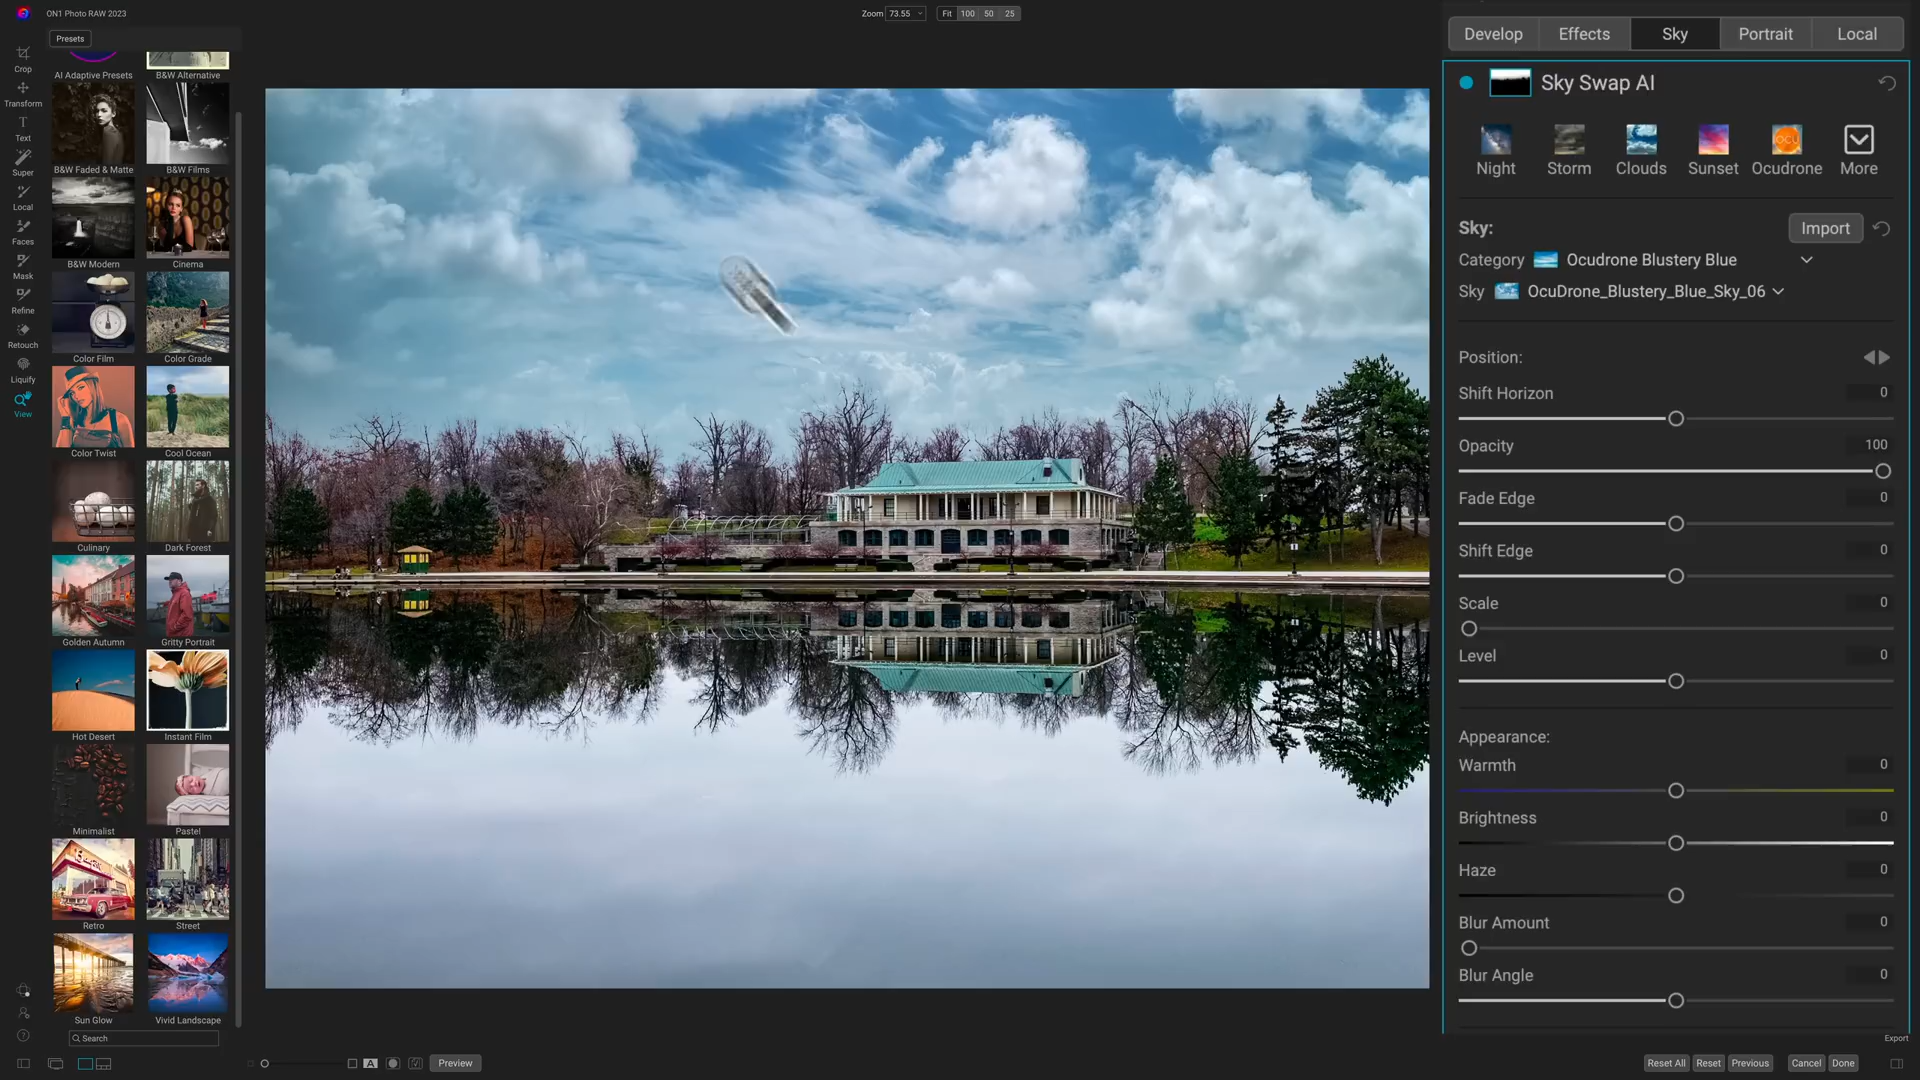 ON1 Photo RAW 2023
Zoom 73.55
Fit 100 50 25
Presets
Crop
Transform
Text
Super
Local
Faces
Mask
Refine
Retouch
Liquify
View
AI Adaptive Presets
B&W Alternative
B&W Faded & Matte
B&W Films
B&W Modern
Cinema
Color Film
Color Grade
Color Twist
Cool Ocean
Culinary
Dark Forest
Golden Autumn
Gritty Portrait
Hot Desert
Instant Film
Minimalist
Pastel
Retro
Street
Sun Glow
Vivid Landscape
Search
A
Preview
Develop Effects Sky Portrait Local
Sky Swap AI
OCU
Night Storm Clouds Sunset Ocudrone More
Sky: Import
Category Ocudrone Blustery Blue
Sky OcuDrone_Blustery_Blue_Sky_06
Position:
Shift Horizon 0
Opacity 100
Fade Edge 0
Shift Edge 0
Scale 0
Level 0
Appearance:
Warmth 0
Brightness 0
Haze 0
Blur Amount 0
Blur Angle 0
Export
Reset All Reset Previous Cancel Done